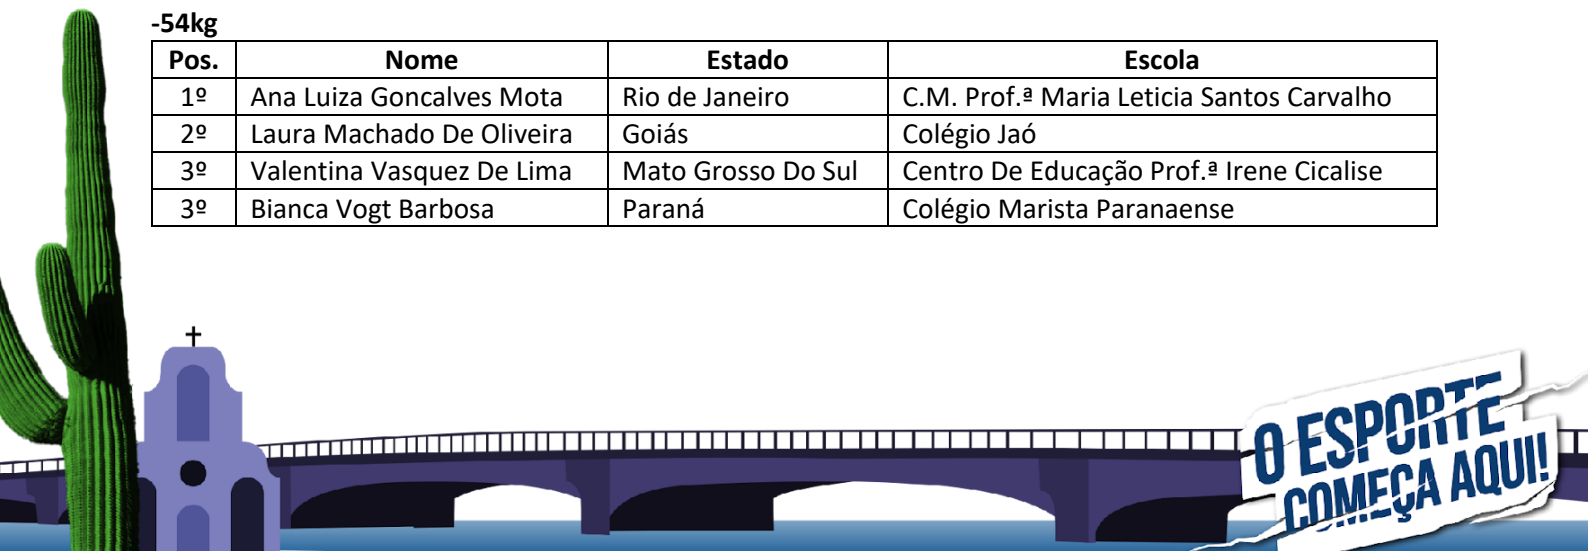 -54kg
Pos. Nome Estado Escola
1º Ana Luiza Goncalves Mota Rio de Janeiro C.M. Prof.ª Maria Leticia Santos Carvalho
2º Laura Machado De Oliveira Goiás Colégio Jaó
3º Valentina Vasquez De Lima Mato Grosso Do Sul Centro De Educação Prof.ª Irene Cicalise
3º Bianca Vogt Barbosa Paraná Colégio Marista Paranaense
O ESPORTE
COMEÇA AQUI!